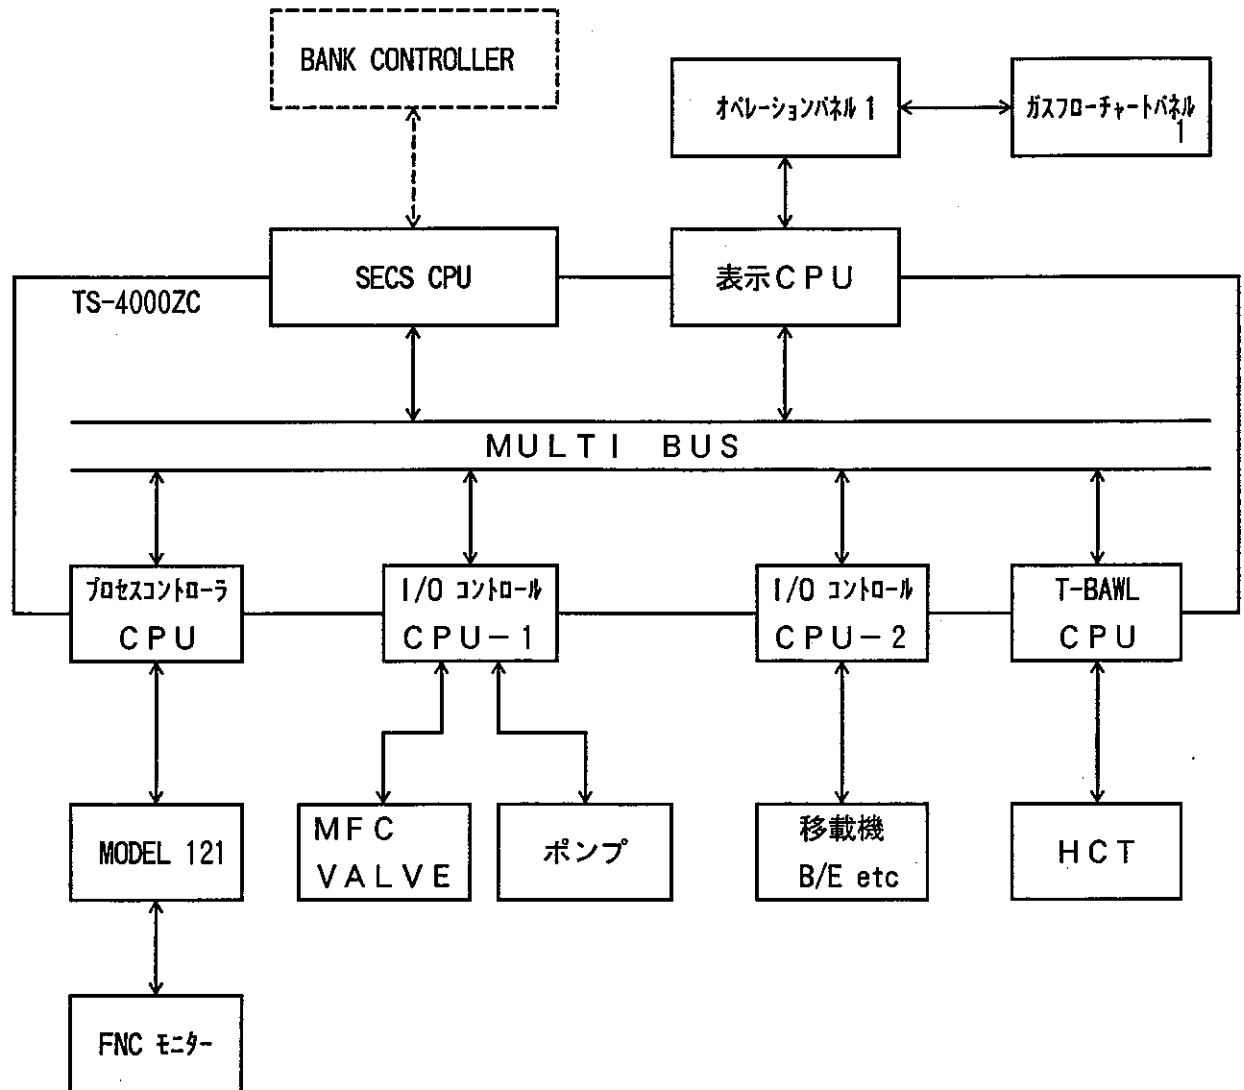 BANK CONTROLLER
オペレーションパネル 1
ガスフローチャートパネル
1
SECS CPU
表示CPU
TS-4000ZC
MULTI BUS
プロセスコントローラ
CPU
I/O コントロール
CPU-1
I/O コントロール
CPU-2
T-BAWL
CPU
MODEL 121
MFC
VALVE
ポンプ
移載機
B/E etc
HCT
FNC モニター